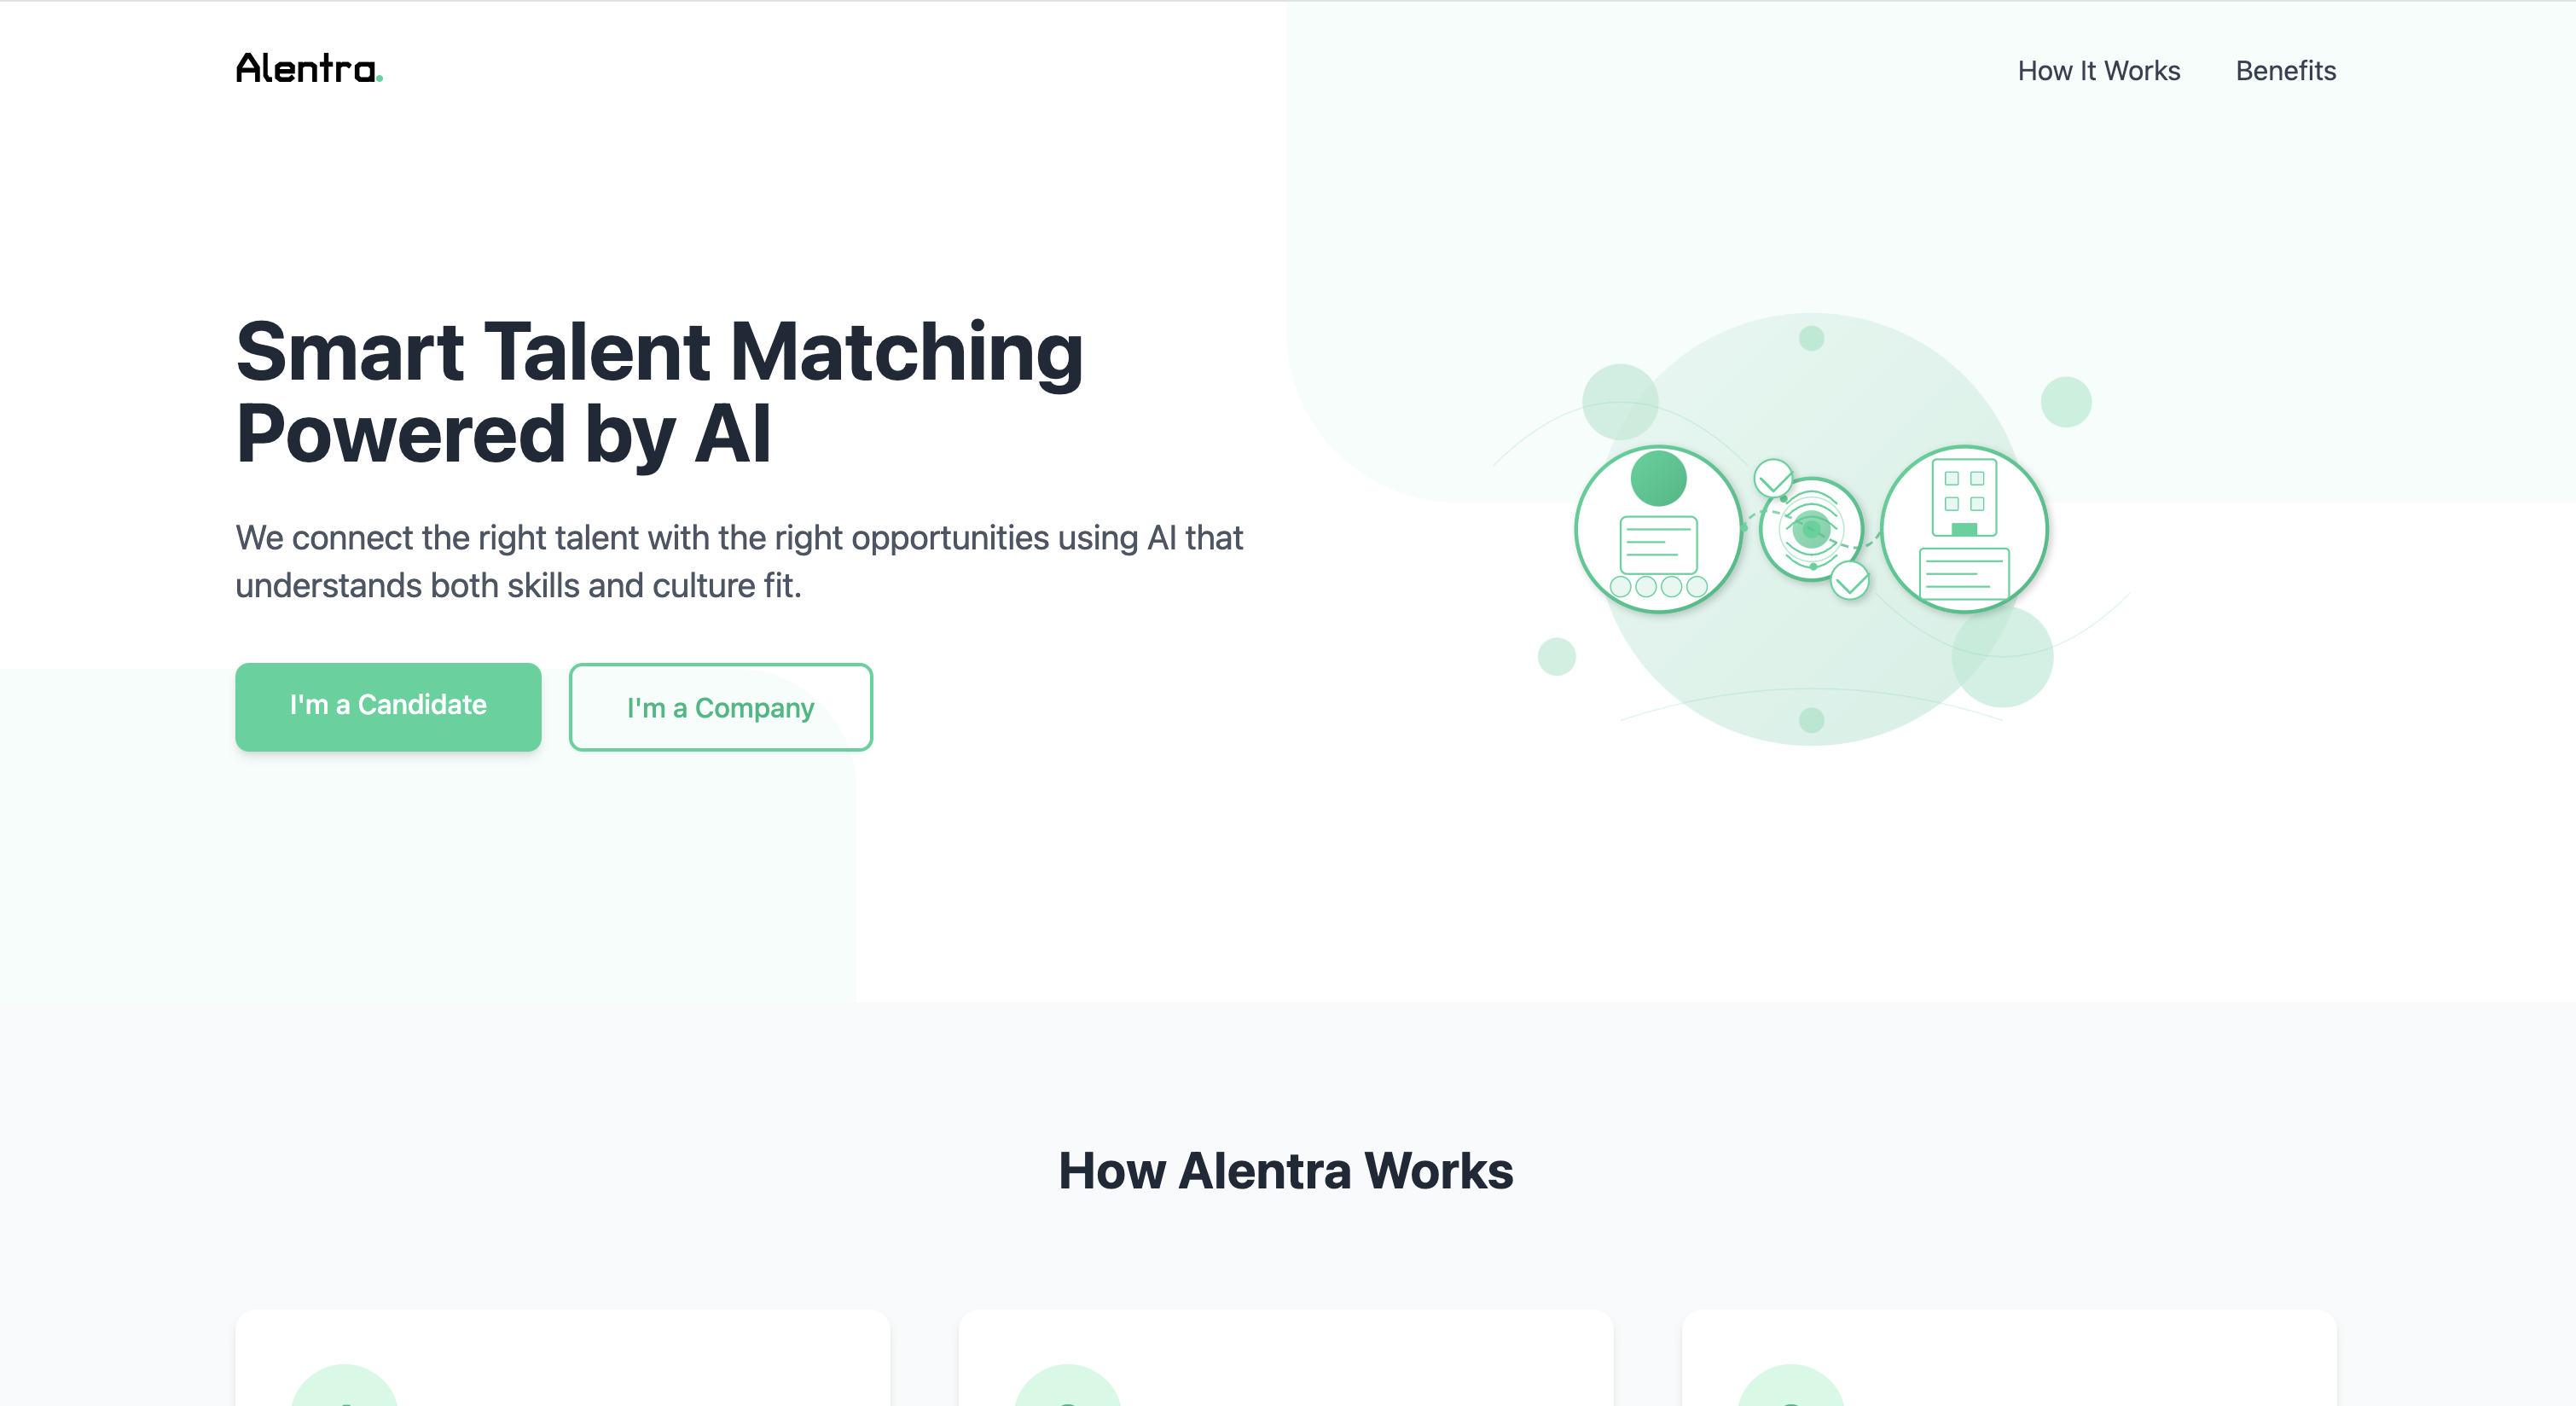 Alentra.
How It Works
Benefits
Smart Talent Matching
Powered by AI
We connect the right talent with the right opportunities using AI that
understands both skills and culture fit.
I'm a Candidate
I'm a Company
How Alentra Works